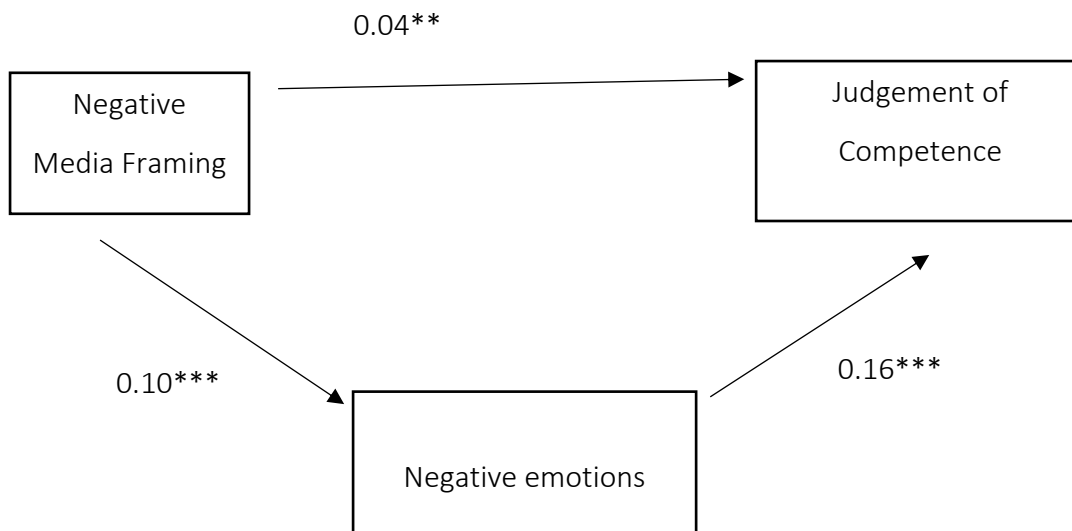 0.04**
Negative
Media Framing
Judgement of
Competence
0.10***
0.16***
Negative emotions